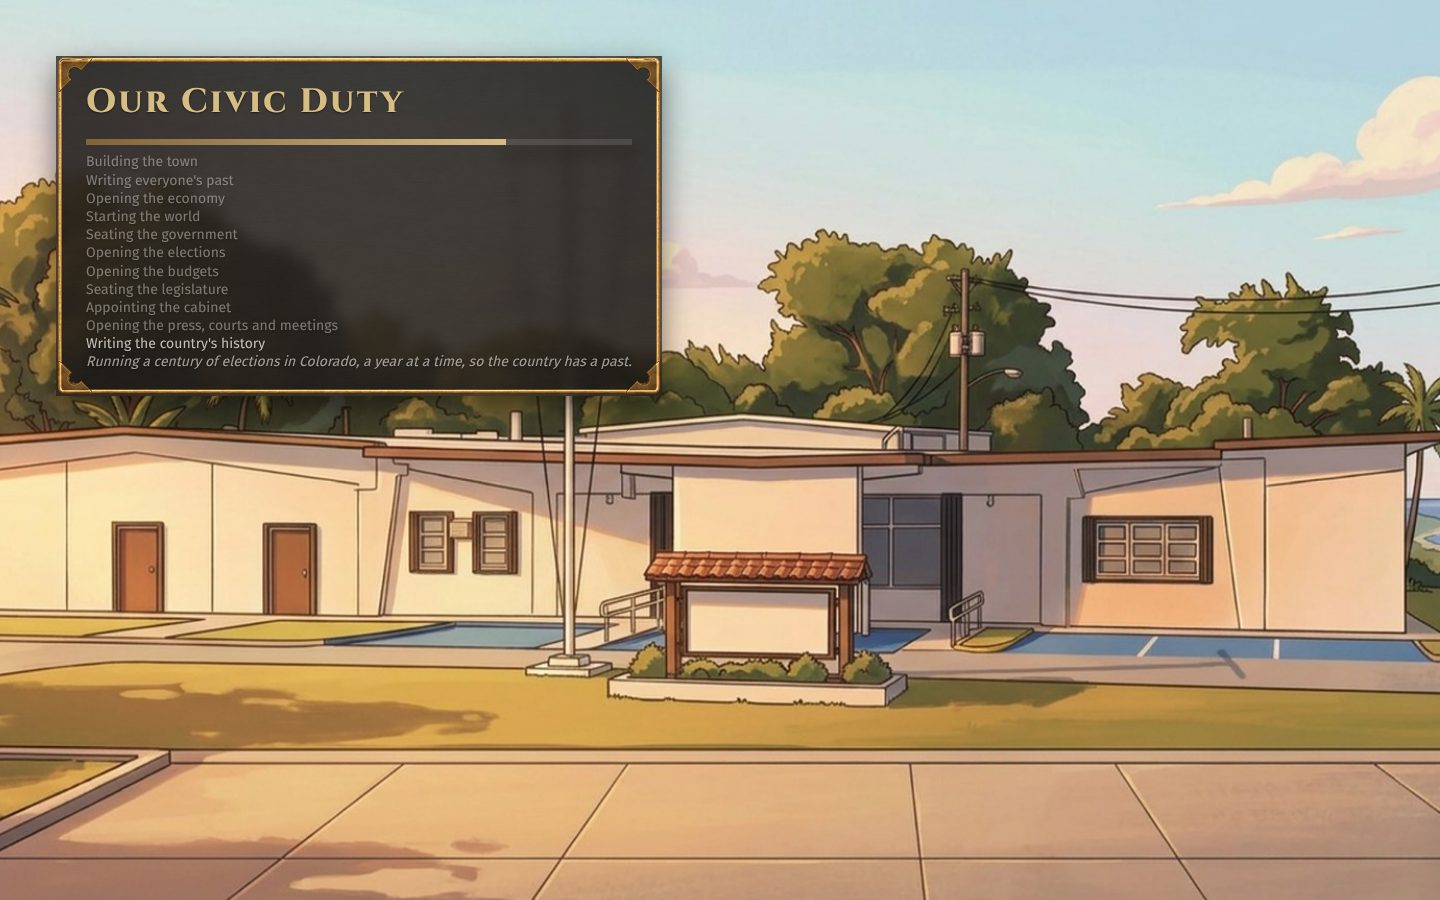 Our Civic Duty
Building the town
Writing everyone's past
Opening the economy
Starting the world
Seating the government
Opening the elections
Opening the budgets
Seating the legislature
Appointing the cabinet
Opening the press, courts and meetings
Writing the country's history
Running a century of elections in Colorado, a year at a time, so the country has a past.